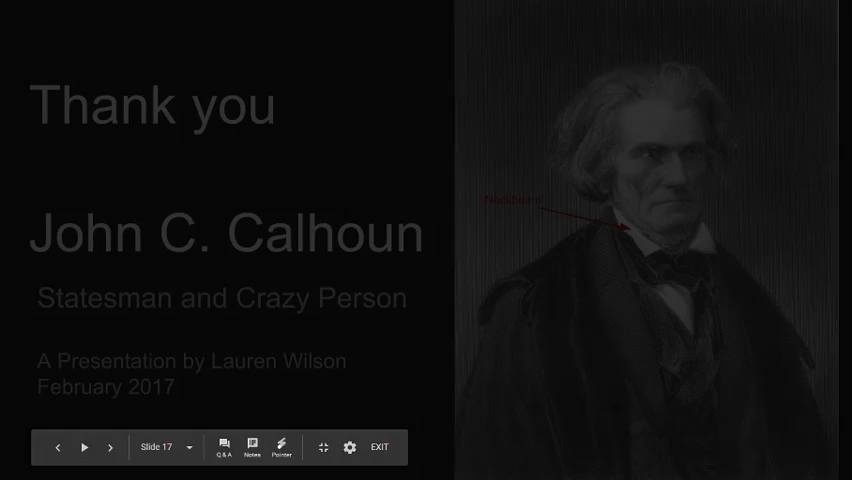 Thank you
John C. Calhoun
Statesman and Crazy Person
A Presentation by Lauren Wilson
February 2017
Neckbeard
Slide 17
Q & A
Notes
Pointer
EXIT